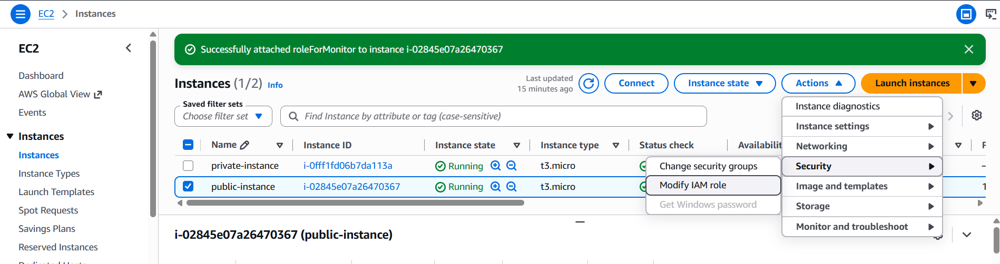 EC2 > Instances
EC2
Dashboard
AWS Global View
Events
Instances
Instances
Instance Types
Launch Templates
Spot Requests
Savings Plans
Reserved Instances
Successfully attached roleForMonitor to instance i-02845e07a26470367
Instances (1/2) Info
Last updated
15 minutes ago
Connect
Instance state
Actions
Launch instances
Saved filter sets
Choose filter set
Find Instance by attribute or tag (case-sensitive)
Name Instance ID Instance state Instance type Status check Availabilit
private-instance i-0fff1fd06b7da113a Running t3.micro
public-instance i-02845e07a26470367 Running t3.micro
Instance diagnostics
Instance settings
Networking
Security
Image and templates
Storage
Monitor and troubleshoot
Change security groups
Modify IAM role
Get Windows password
i-02845e07a26470367 (public-instance)